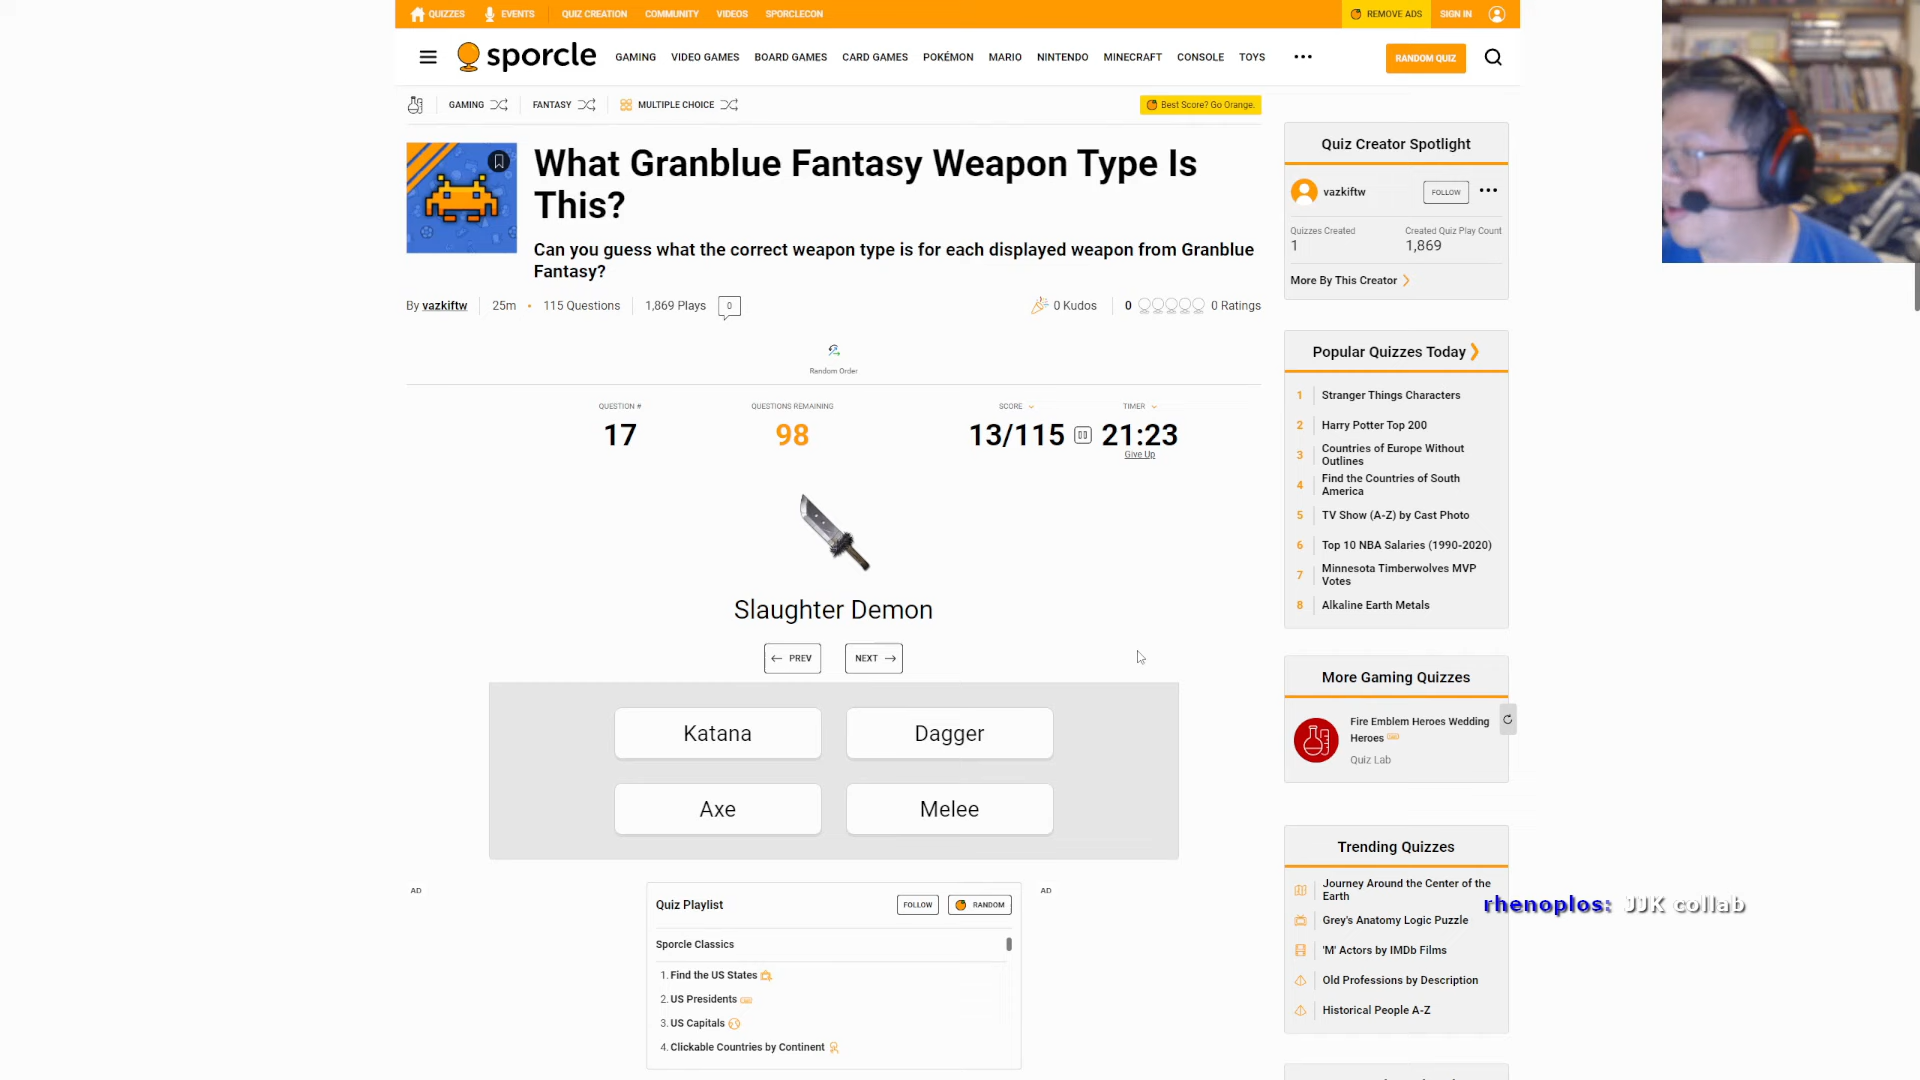 QUIZZES EVENTS QUIZ CREATION COMMUNITY VIDEOS SPORCLECON REMOVE ADS SIGN IN
sporcle GAMING VIDEO GAMES BOARD GAMES CARD GAMES POKÉMON MARIO NINTENDO MINECRAFT CONSOLE TOYS ••• RANDOM QUIZ
GAMING FANTASY MULTIPLE CHOICE Best Score? Go Orange.
What Granblue Fantasy Weapon Type Is
This?
Can you guess what the correct weapon type is for each displayed weapon from Granblue
Fantasy?
By vazkiftw 25m • 115 Questions 1,869 Plays 0 0 Kudos 0 0 Ratings
Random Order
QUESTION # QUESTIONS REMAINING SCORE TIMER
17 98 13/115 21:23
Give Up
Slaughter Demon
← PREV NEXT →
Katana Dagger
Axe Melee
AD AD
Quiz Playlist FOLLOW RANDOM
Sporcle Classics
1. Find the US States
2. US Presidents
3. US Capitals
4. Clickable Countries by Continent
Quiz Creator Spotlight
vazkiftw FOLLOW •••
Quizzes Created Created Quiz Play Count
1 1,869
More By This Creator
Popular Quizzes Today
1 Stranger Things Characters
2 Harry Potter Top 200
3 Countries of Europe Without
Outlines
4 Find the Countries of South
America
5 TV Show (A-Z) by Cast Photo
6 Top 10 NBA Salaries (1990-2020)
7 Minnesota Timberwolves MVP
Votes
8 Alkaline Earth Metals
More Gaming Quizzes
Fire Emblem Heroes Wedding
Heroes
Quiz Lab
Trending Quizzes
Journey Around the Center of the
Earth
Grey's Anatomy Logic Puzzle
'M' Actors by IMDb Films
Old Professions by Description
Historical People A-Z
rhenoplos: JJK collab